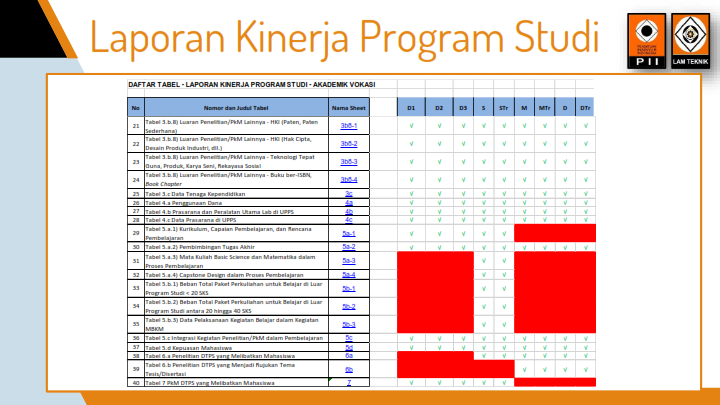 Laporan Kinerja Program Studi
PII
LAM TEKNIK
DAFTAR TABEL - LAPORAN KINERJA PROGRAM STUDI - AKADEMIK VOKASI
No Nomor dan Judul Tabel Nama Sheet D1 D2 D3 S STr M MTr D DTr
21 Tabel 3.b.8) Luaran Penelitian/PkM Lainnya - HKI (Paten, Paten Sederhana) 3b8-1 √ √ √ √ √ √ √ √ √
22 Tabel 3.b.8) Luaran Penelitian/PkM Lainnya - HKI (Hak Cipta, Desain Produk Industri, dll.) 3b8-2 √ √ √ √ √ √ √ √ √
23 Tabel 3.b.8) Luaran Penelitian/PkM Lainnya - Teknologi Tepat Guna, Produk, Karya Seni, Rekayasa Sosial 3b8-3 √ √ √ √ √ √ √ √ √
24 Tabel 3.b.8) Luaran Penelitian/PkM Lainnya - Buku ber-ISBN, Book Chapter 3b8-4 √ √ √ √ √ √ √ √ √
25 Tabel 3.c Data Tenaga Kependidikan 3c √ √ √ √ √ √ √ √ √
26 Tabel 4.a Penggunaan Dana 4a √ √ √ √ √ √ √ √ √
27 Tabel 4.b Prasarana dan Peralatan Utama Lab di UPPS 4b √ √ √ √ √ √ √ √ √
28 Tabel 4.c Data Prasarana di UPPS 4c √ √ √ √ √ √ √ √ √
29 Tabel 5.a.1) Kurikulum, Capaian Pembelajaran, dan Rencana Pembelajaran 5a-1 √ √ √ √ √
30 Tabel 5.a.2) Pembimbingan Tugas Akhir 5a-2 √ √ √ √ √ √ √ √ √
31 Tabel 5.a.3) Mata Kuliah Basic Science dan Matematika dalam Proses Pembelajaran 5a-3 √ √
32 Tabel 5.a.4) Capstone Design dalam Proses Pembelajaran 5a-4 √ √
33 Tabel 5.b.1) Beban Total Paket Perkuliahan untuk Belajar di Luar Program Studi < 20 SKS 5b-1 √ √
34 Tabel 5.b.2) Beban Total Paket Perkuliahan untuk Belajar di Luar Program Studi antara 20 hingga 40 SKS 5b-2 √ √
35 Tabel 5.b.3) Data Pelaksanaan Kegiatan Belajar dalam Kegiatan MBKM 5b-3 √ √
36 Tabel 5.c Integrasi Kegiatan Penelitian/PkM dalam Pembelajaran 5c √ √ √ √ √ √ √ √ √
37 Tabel 5.d Kepuasan Mahasiswa 5d √ √ √ √ √ √ √ √ √
38 Tabel 6.a Penelitian DTPS yang Melibatkan Mahasiswa 6a √ √ √ √ √ √
39 Tabel 6.b Penelitian DTPS yang Menjadi Rujukan Tema Tesis/Disertasi 6b √ √ √ √
40 Tabel 7 PkM DTPS yang Melibatkan Mahasiswa 7 √ √ √ √ √